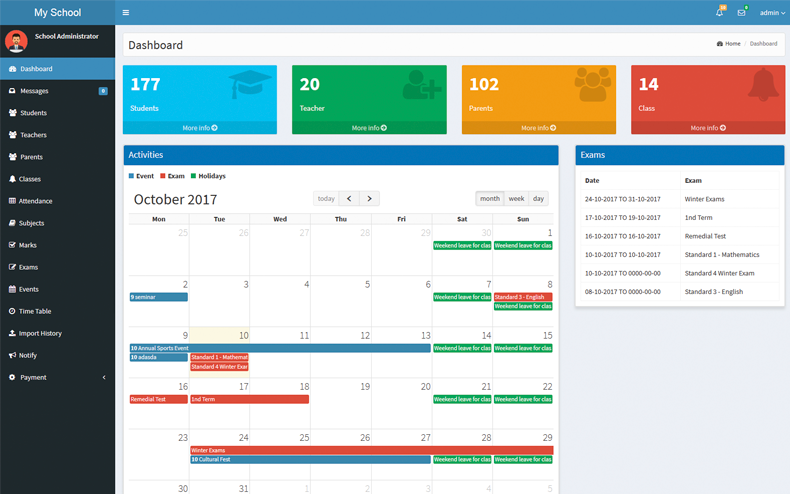 My School
10
0
admin
School Administrator
Dashboard
Messages
0
Students
Teachers
Parents
Classes
Attendance
Subjects
Marks
Exams
Events
Time Table
Import History
Notify
Payment
Dashboard
Home / Dashboard
177
Students
More info
20
Teacher
More info
102
Parents
More info
14
Class
More info
Activities
Event Exam Holidays
October 2017
today
month week day
Mon Tue Wed Thu Fri Sat Sun
25 26 27 28 29 30 1
Weekend leave for clas Weekend leave for clas
2 3 4 5 6 7 8
9 seminar Weekend leave for clas Standard 3 - English
Weekend leave for clas
9 10 11 12 13 14 15
10 Annual Sports Event Weekend leave for clas Weekend leave for clas
10 adasda Standard 1 - Mathemat
Standard 4 Winter Exar
16 17 18 19 20 21 22
Remedial Test 1nd Term Weekend leave for clas Weekend leave for clas
23 24 25 26 27 28 29
Winter Exams
10 Cultural Fest Weekend leave for clas Weekend leave for clas
30 31 1 2 3 4 5
Exams
Date Exam
24-10-2017 TO 31-10-2017 Winter Exams
17-10-2017 TO 19-10-2017 1nd Term
16-10-2017 TO 16-10-2017 Remedial Test
10-10-2017 TO 10-10-2017 Standard 1 - Mathematics
10-10-2017 TO 0000-00-00 Standard 4 Winter Exam
08-10-2017 TO 0000-00-00 Standard 3 - English